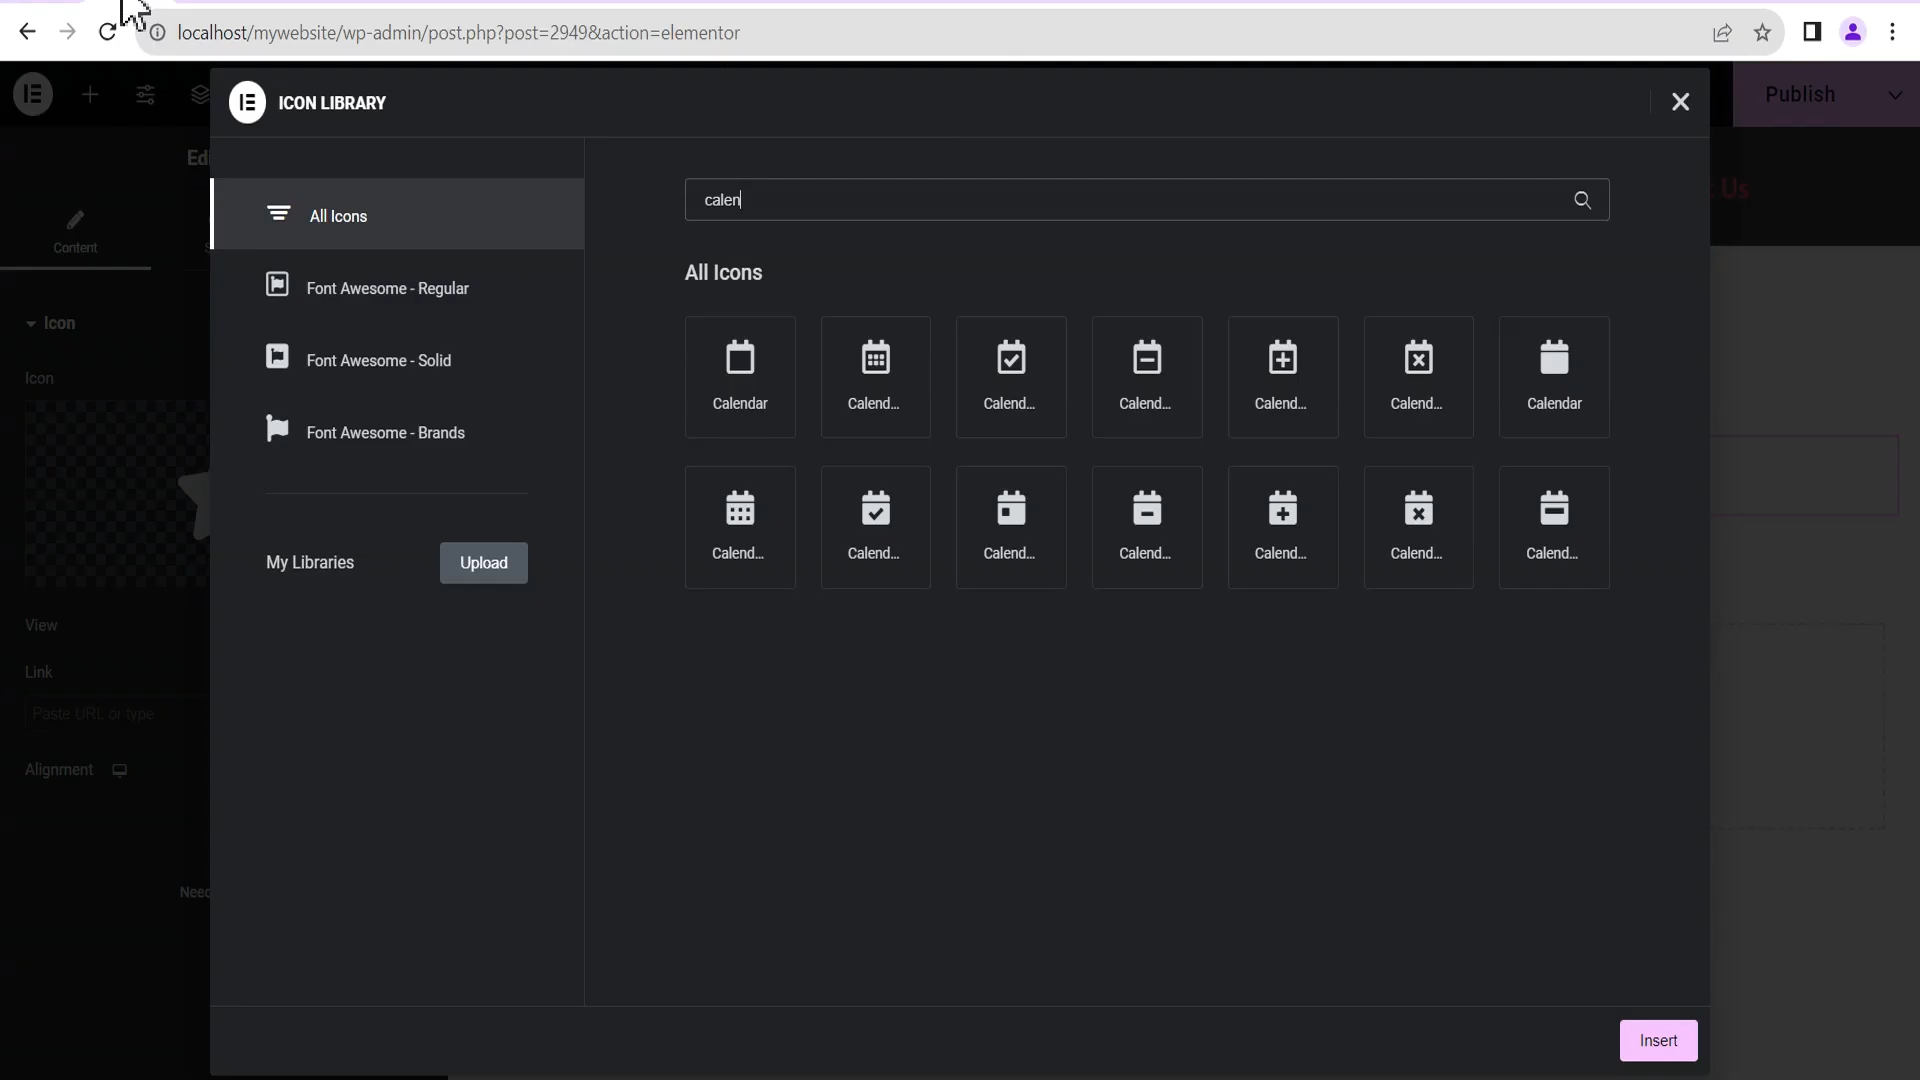 localhost/mywebsite/wp-admin/post.php?post=2949&action=elementor
ICON LIBRARY
Publish
Us
Content
Icon
Icon
View
Link
Paste URL or type
Alignment
Need
All Icons
Font Awesome - Regular
Font Awesome - Solid
Font Awesome - Brands
My Libraries
Upload
calen
All Icons
Calendar Calend... Calend... Calend... Calend... Calend... Calendar
Calend... Calend... Calend... Calend... Calend... Calend... Calend...
Insert